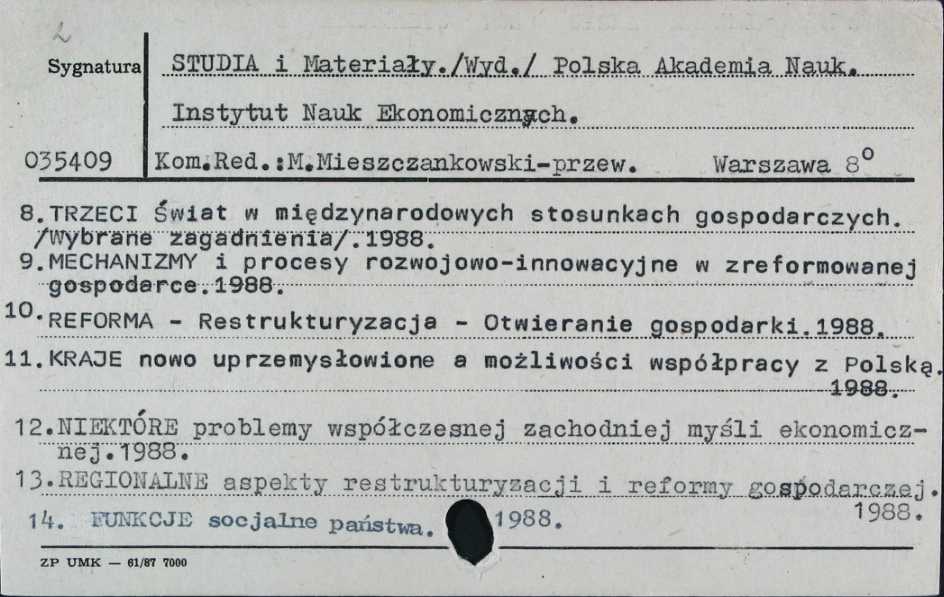 2
Sygnatura
STUDIA i Materiały./Wyd./ Polska Akademia Nauk.
Instytut Nauk Ekonomicznych.
035409
Kom.Red.:M.Mieszczankowski-przew. Warszawa 8⁰
8.TRZECI Świat w międzynarodowych stosunkach gospodarczych.
/Wybrane zagadnienia/.1988.
9.MECHANIZMY i procesy rozwojowo-innowacyjne w zreformowanej
gospodarce.1988.
10.REFORMA - Restrukturyzacja - Otwieranie gospodarki.1988.
11.KRAJE nowo uprzemysłowione a możliwości współpracy z Polską.
1988.
12.NIEKTÓRE problemy współczesnej zachodniej myśli ekonomicz-
nej.1988.
13.REGIONALNE aspekty restrukturyzacji i reformy gospodarczej.
1988.
14. FUNKCJE socjalne państwa. 1988.
ZP UMK — 61/87 7000